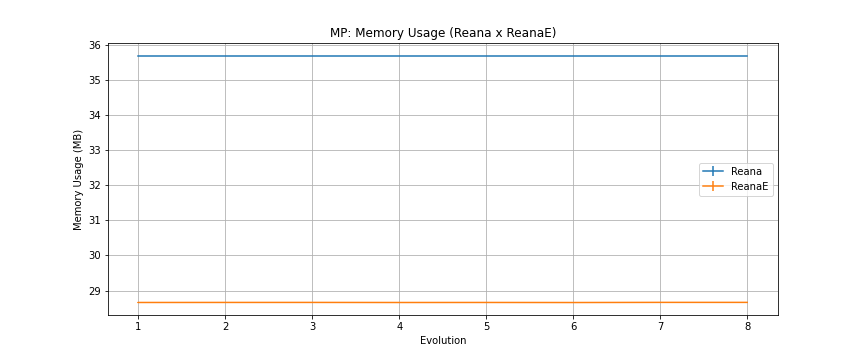 MP: Memory Usage (Reana x ReanaE)
36
35
34
33
32
31
30
29
Memory Usage (MB)
Reana
ReanaE
1 2 3 4 5 6 7 8
Evolution